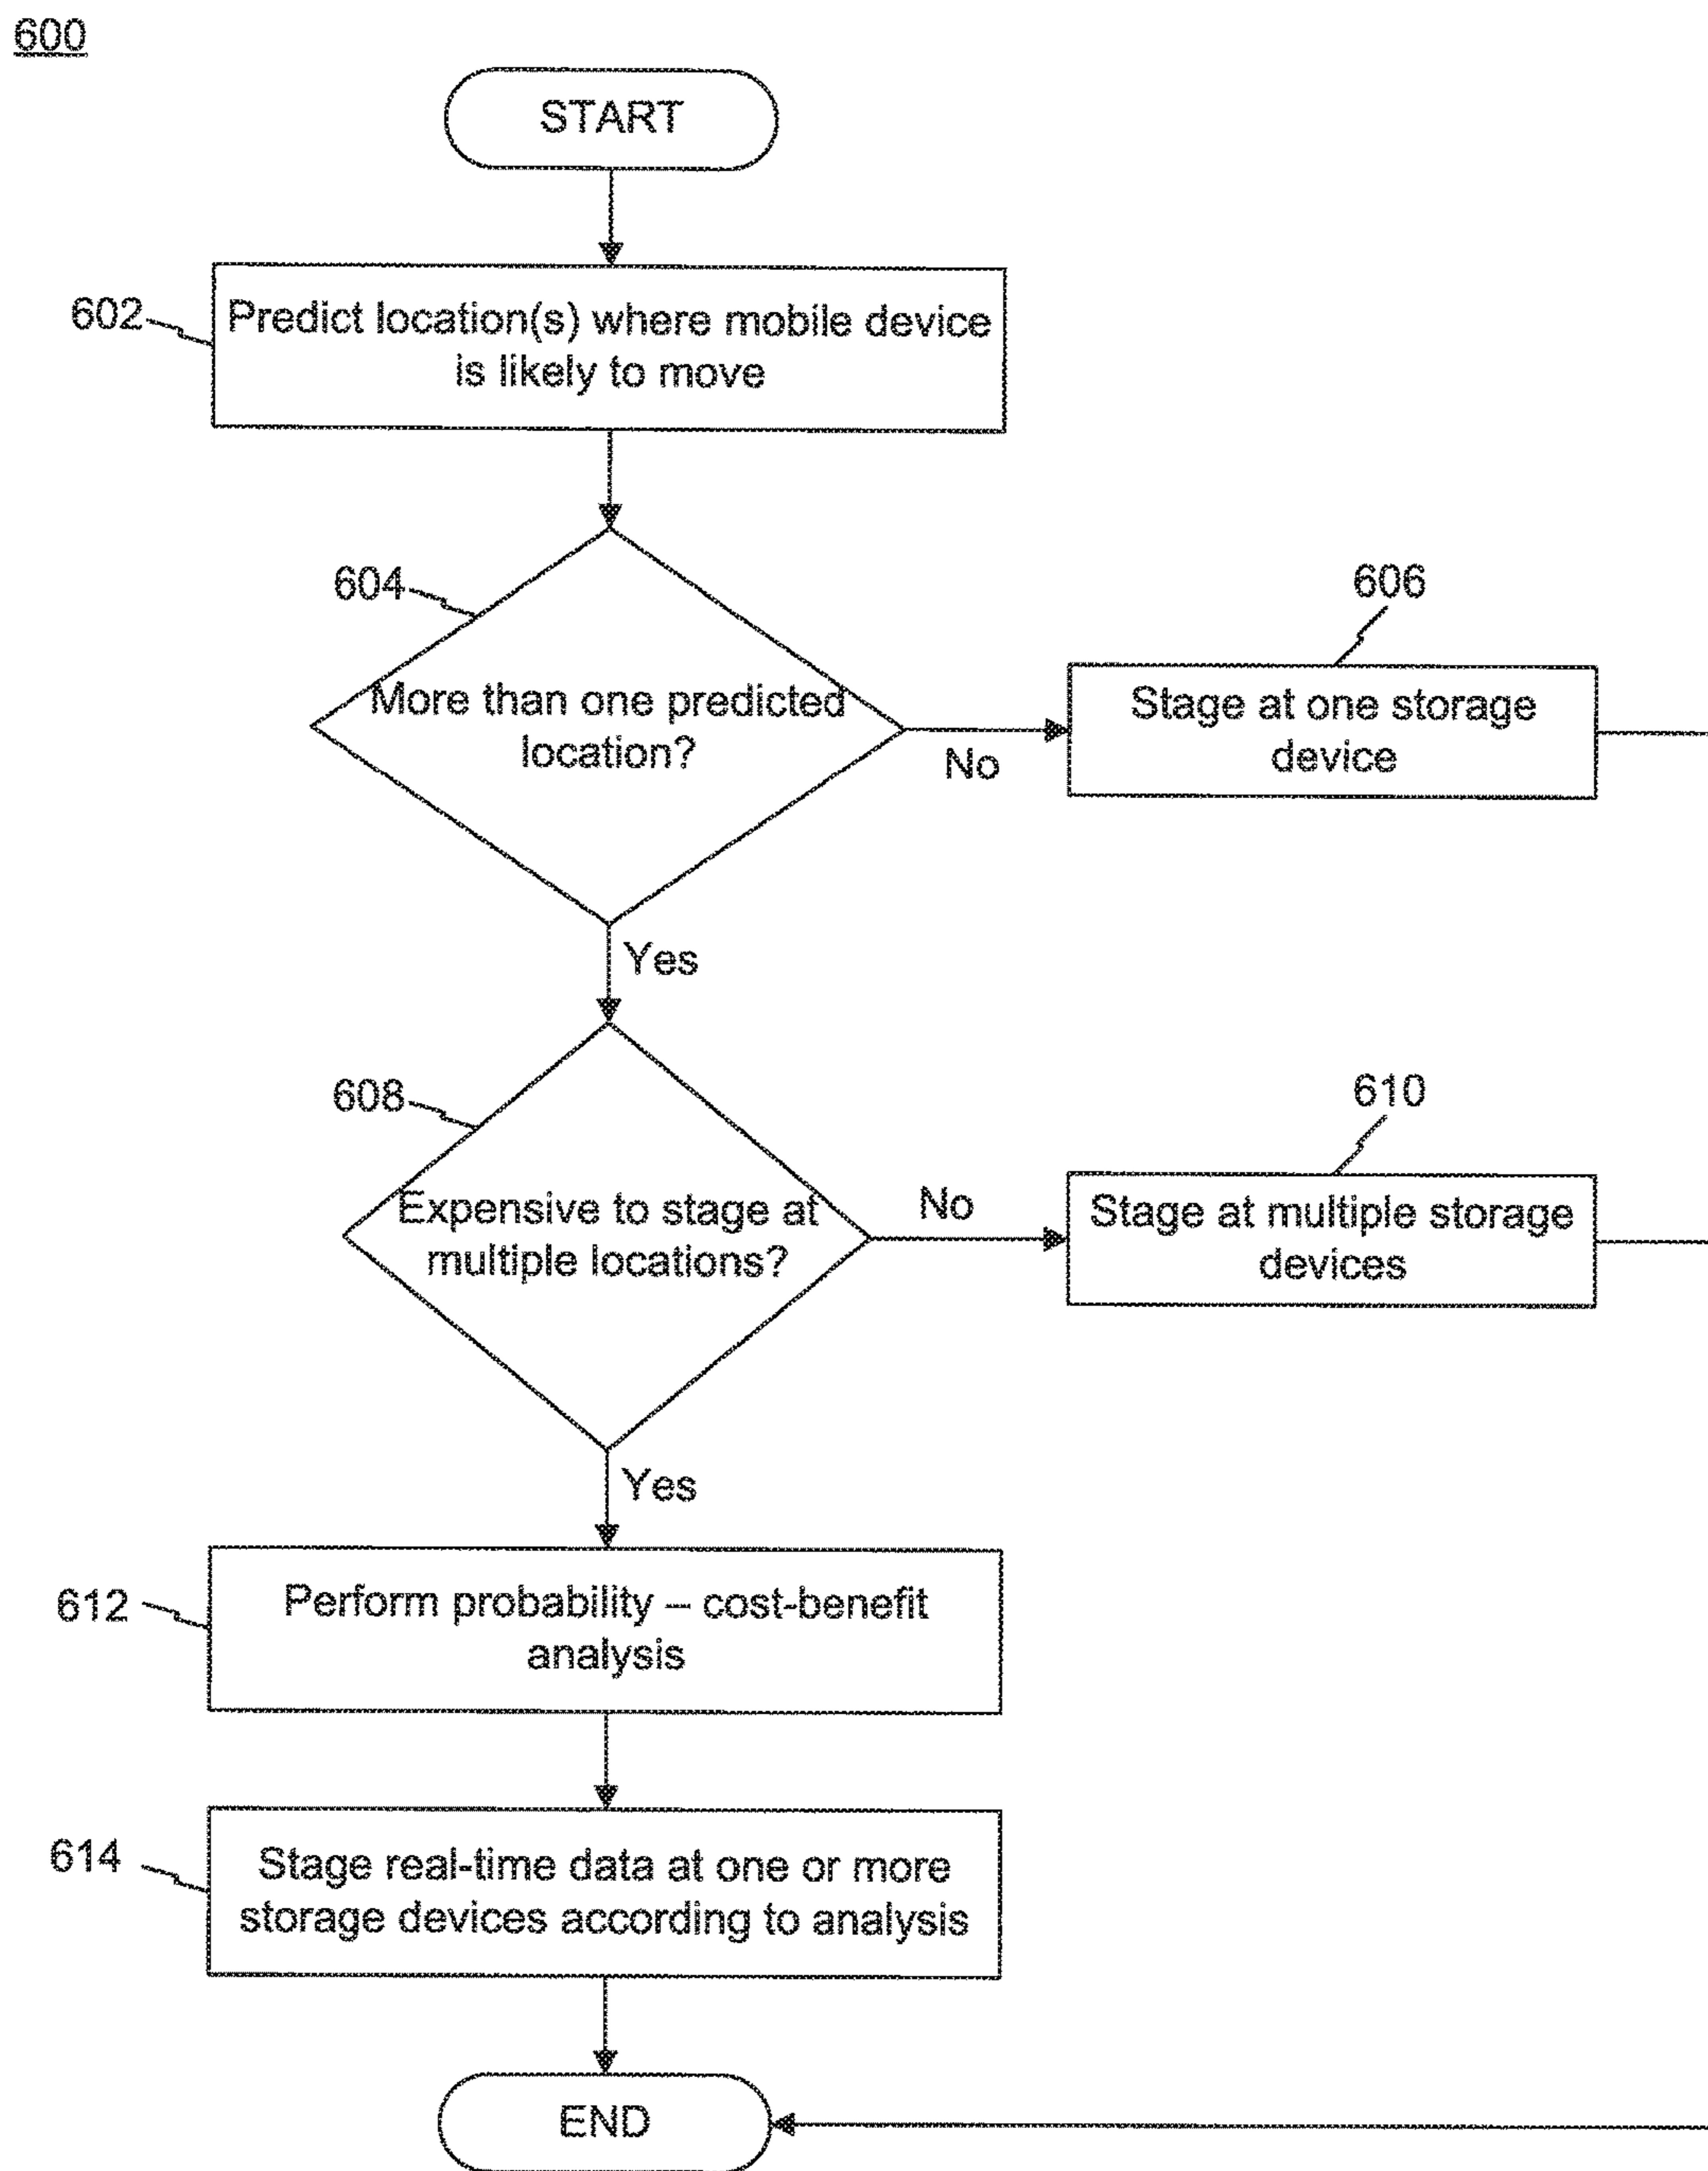 600
START
602
Predict location(s) where mobile device
is likely to move
604
More than one predicted
location?
No
606
Stage at one storage
device
Yes
608
Expensive to stage at
multiple locations?
No
610
Stage at multiple storage
devices
Yes
612
Perform probability – cost-benefit
analysis
614
Stage real-time data at one or more
storage devices according to analysis
END